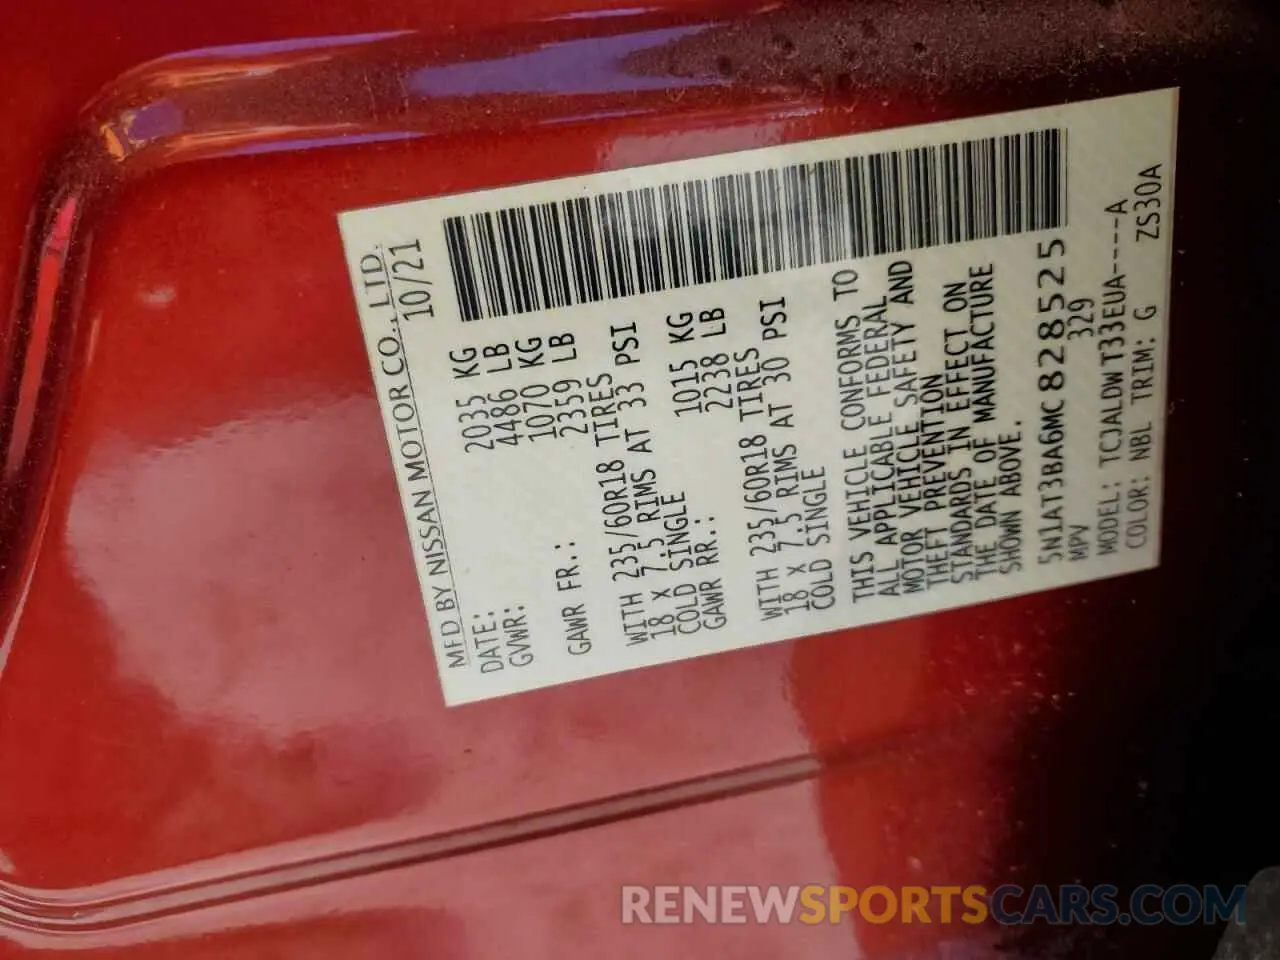 MFD BY NISSAN MOTOR CO., LTD.
DATE: 10/21
GVWR: 2035 KG
4486 LB
GAWR FR.: 1070 KG
2359 LB
WITH 235/60R18 TIRES
18 X 7.5 RIMS AT 33 PSI
COLD SINGLE
GAWR RR.: 1015 KG
2238 LB
WITH 235/60R18 TIRES
18 X 7.5 RIMS AT 30 PSI
COLD SINGLE
THIS VEHICLE CONFORMS TO
ALL APPLICABLE FEDERAL
MOTOR VEHICLE SAFETY AND
THEFT PREVENTION
STANDARDS IN EFFECT ON
THE DATE OF MANUFACTURE
SHOWN ABOVE.
5N1AT3BA6MC828525
MPV 329
MODEL: TCJALDW T33EUA-----A
COLOR: NBL TRIM: G ZS30A
RENEWSPORTSCARS.COM